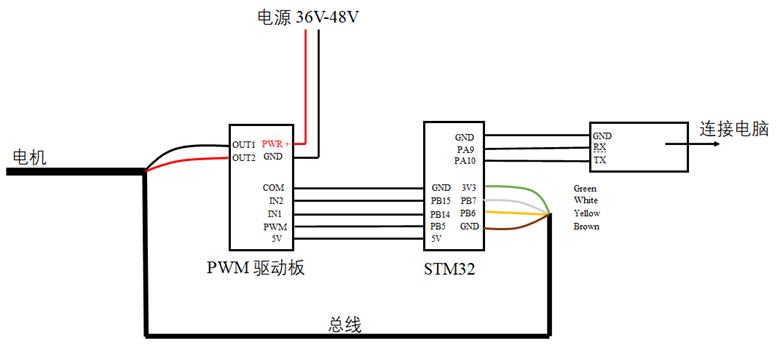 电源 36V-48V
电机
OUT1 PWR +
OUT2 GND
COM
IN2
IN1
PWM
5V
PWM 驱动板
GND
PA9
PA10
GND 3V3
PB15 PB7
PB14 PB6
PB5 GND
5V
STM32
GND
RX
TX
连接电脑
Green
White
Yellow
Brown
总线